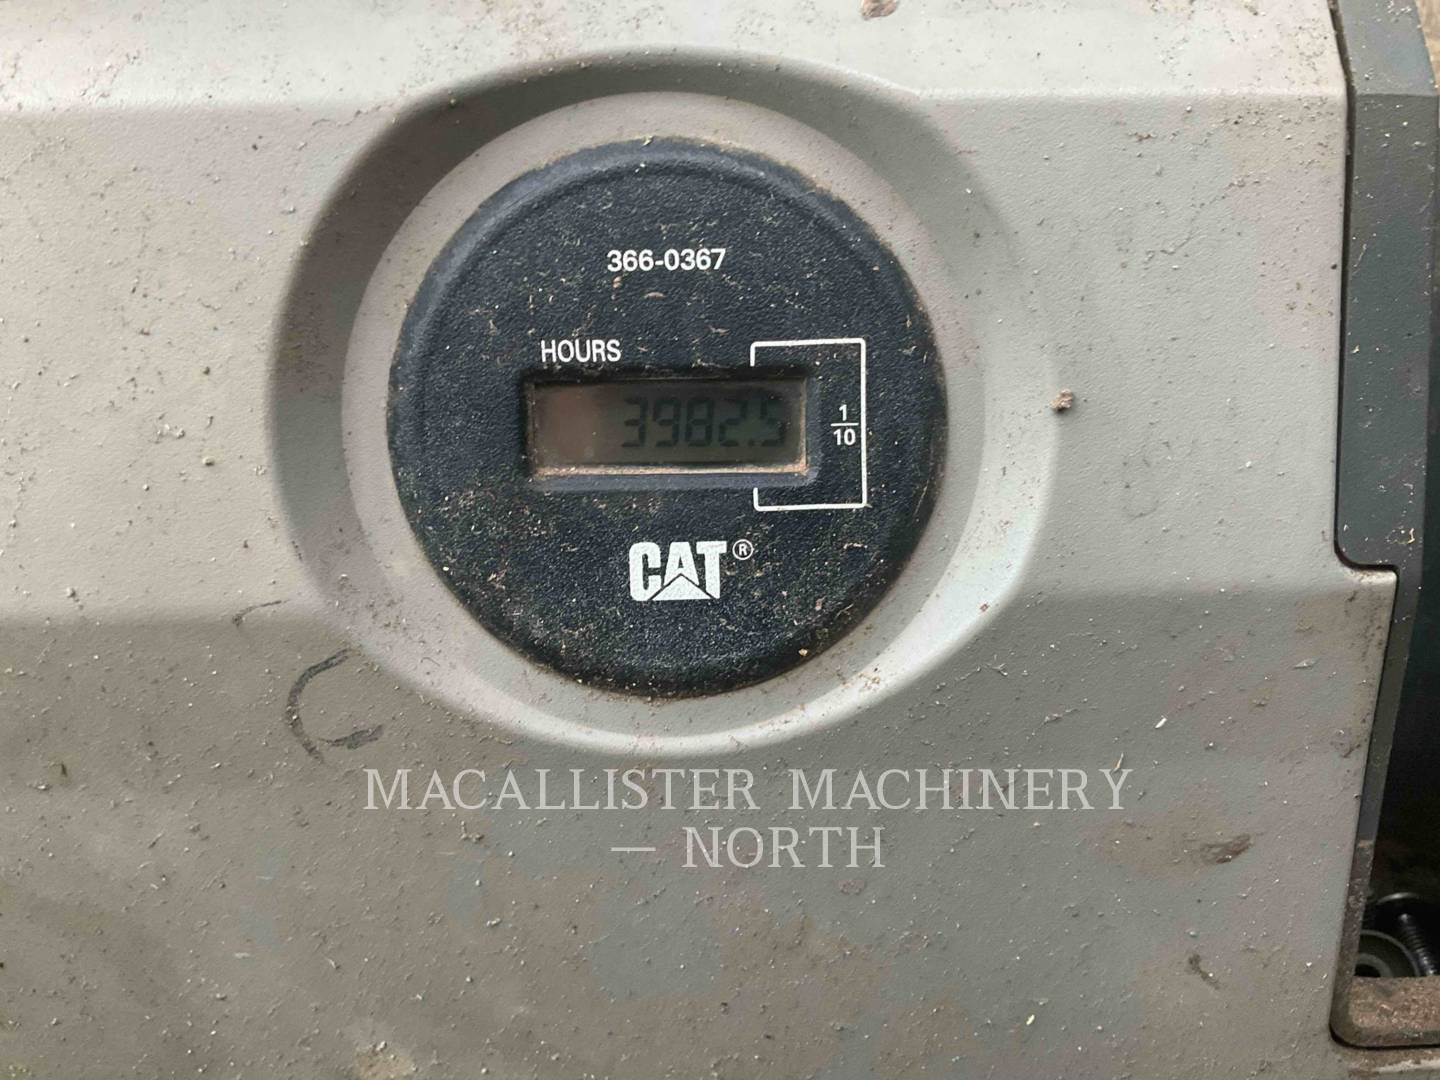 366-0367
HOURS
3982.5
1
10
CAT®
MACALLISTER MACHINERY
— NORTH